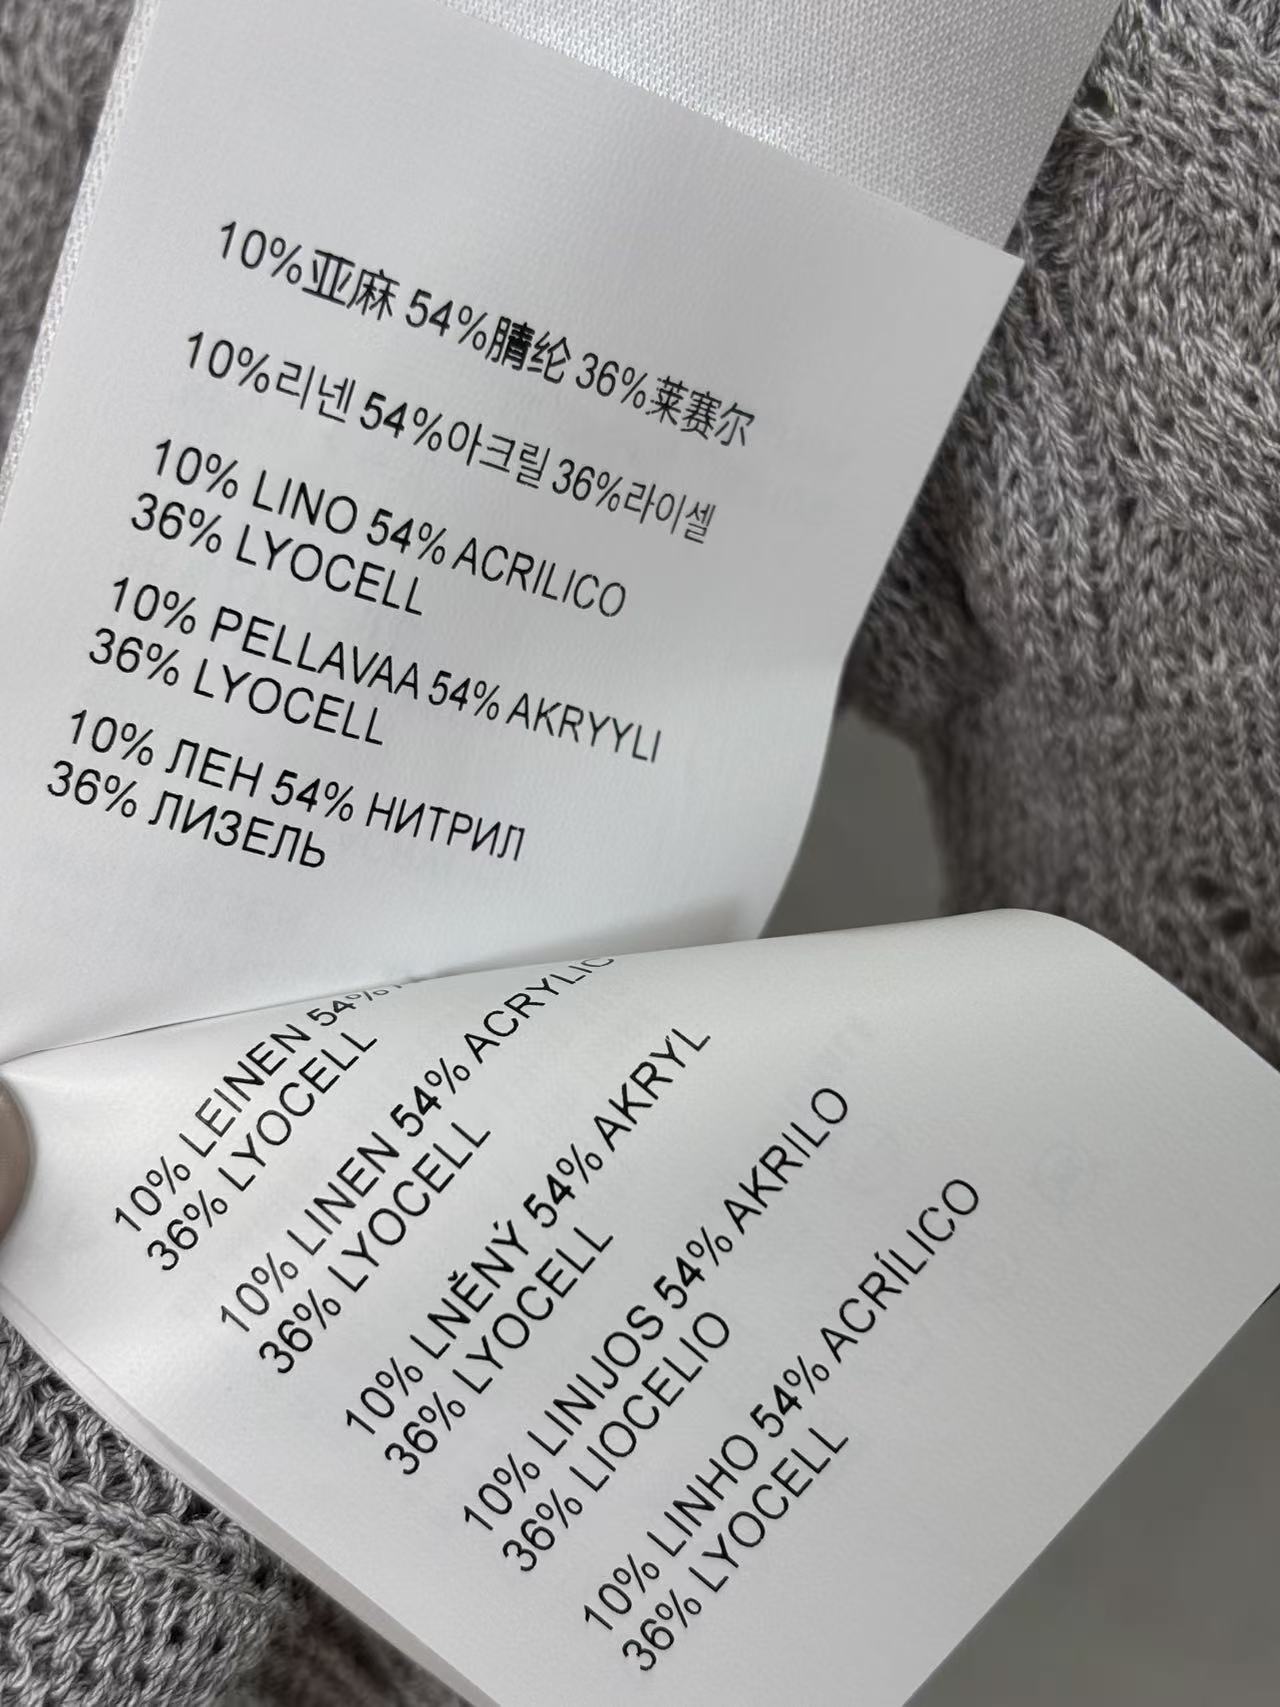 10%亚麻 54%腈纶 36%莱赛尔
10%리넨 54%아크릴 36%라이셀
10% LINO 54% ACRILICO
36% LYOCELL
10% PELLAVAA 54% AKRYYLI
36% LYOCELL
10% ЛЕН 54% НИТРИЛ
36% ЛИЗЕЛЬ
10% LEINEN 54%
36% LYOCELL
10% LINEN 54% ACRYLIC
36% LYOCELL
10% LNĚNÝ 54% AKRYL
36% LYOCELL
10% LINIJOS 54% AKRILO
36% LIOCELIO
10% LINHO 54% ACRÍLICO
36% LYOCELL